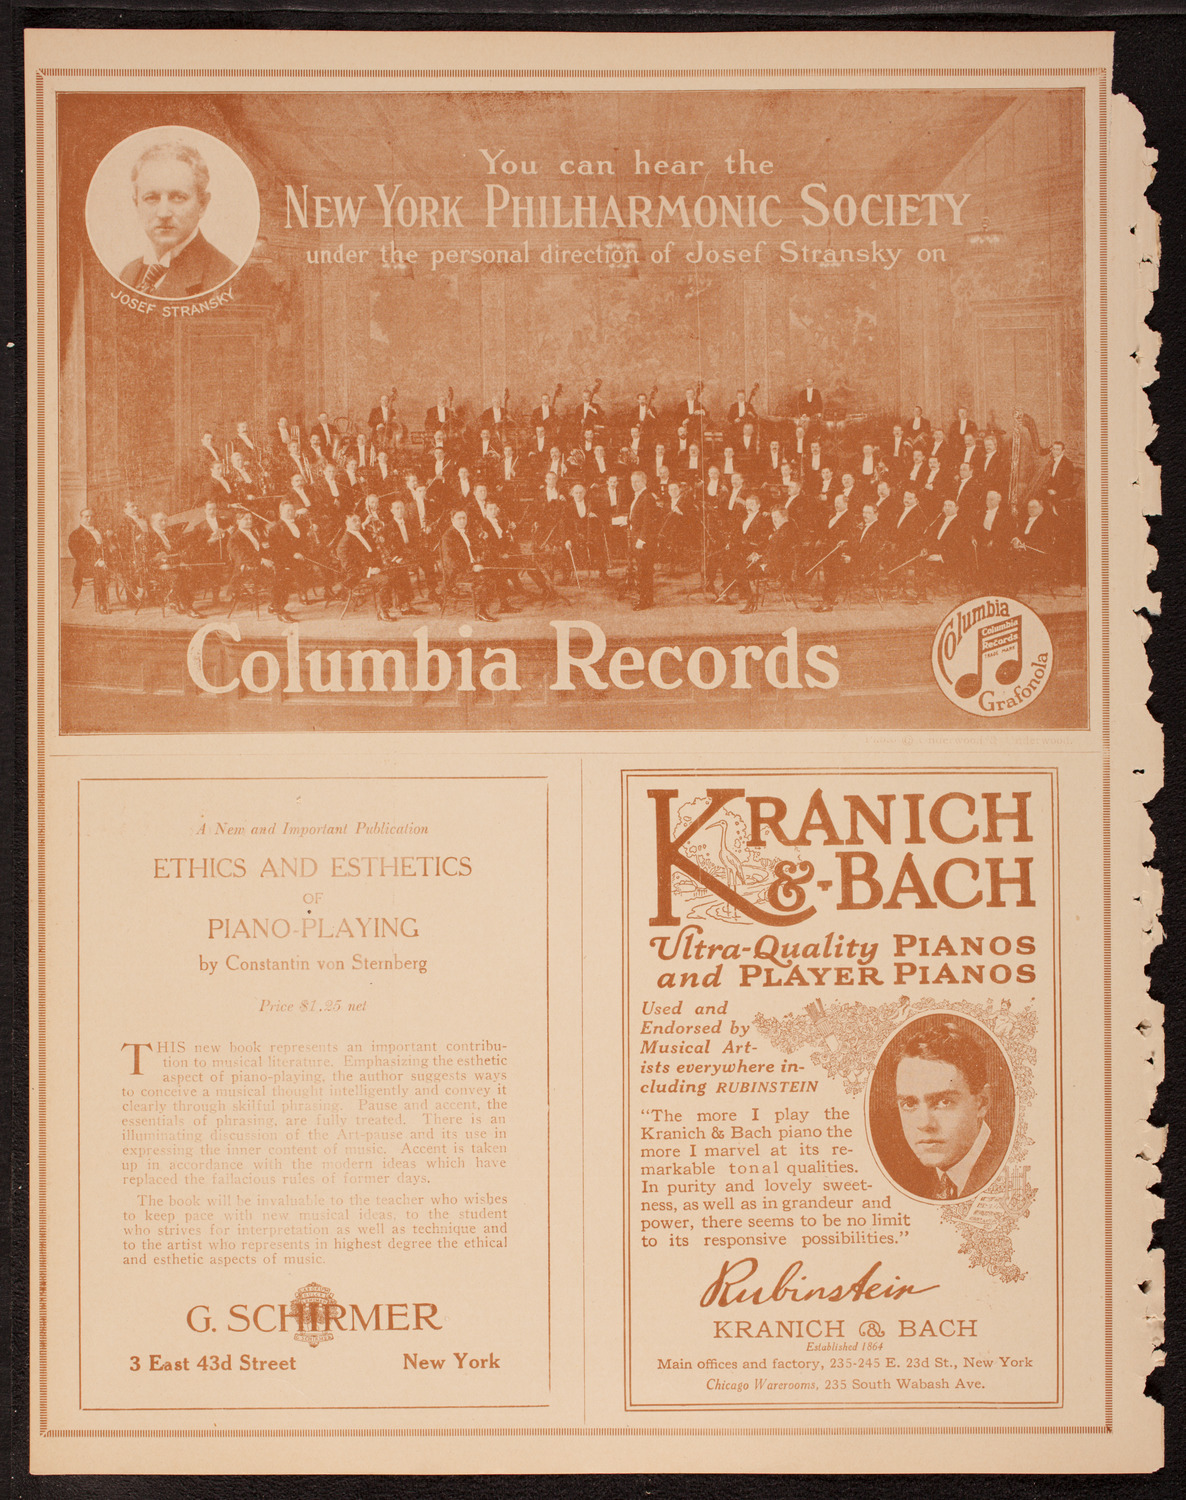 You can hear the
NEW YORK PHILHARMONIC SOCIETY
under the personal direction of Josef Stransky on
JOSEF STRANSKY
Columbia Records
Columbia
Columbia
Records
TRADE MARK
Grafonola
Underwood & Underwood.
A New and Important Publication
ETHICS AND ESTHETICS
OF
PIANO-PLAYING
by Constantin von Sternberg
Price $1.25 net
THIS new book represents an important contribu-
tion to musical literature. Emphasizing the esthetic
aspect of piano-playing, the author suggests ways
to conceive a musical thought intelligently and convey it
clearly through skilful phrasing. Pause and accent, the
essentials of phrasing, are fully treated. There is an
illuminating discussion of the Art-pause and its use in
expressing the inner content of music. Accent is taken
up in accordance with the modern ideas which have
replaced the fallacious rules of former days.
The book will be invaluable to the teacher who wishes
to keep pace with new musical ideas, to the student
who strives for interpretation as well as technique and
to the artist who represents in highest degree the ethical
and esthetic aspects of music.
G. SCHIRMER
3 East 43d Street New York
KRANICH
&-BACH
Ultra-Quality PIANOS
and PLAYER PIANOS
Used and
Endorsed by
Musical Art-
ists everywhere in-
cluding RUBINSTEIN
"The more I play the
Kranich & Bach piano the
more I marvel at its re-
markable tonal qualities.
In purity and lovely sweet-
ness, as well as in grandeur and
power, there seems to be no limit
to its responsive possibilities."
Rubinstein
KRANICH & BACH
Established 1864
Main offices and factory, 235-245 E. 23d St., New York
Chicago Warerooms, 235 South Wabash Ave.